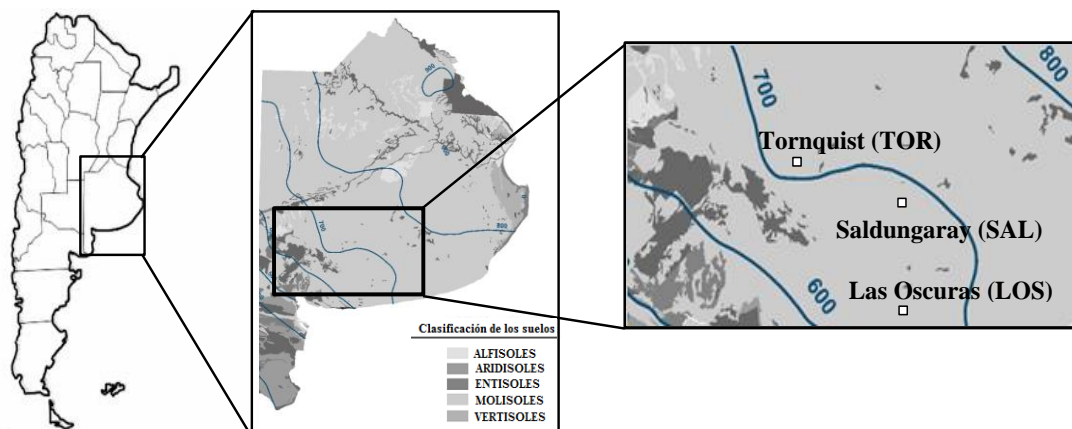 900
700
800
Clasificación de los suelos
ALFISOLES
ARIDISOLES
ENTISOLES
MOLISOLES
VERTISOLES
700
800
Tornquist (TOR)
Saldungaray (SAL)
Las Oscuras (LOS)
600